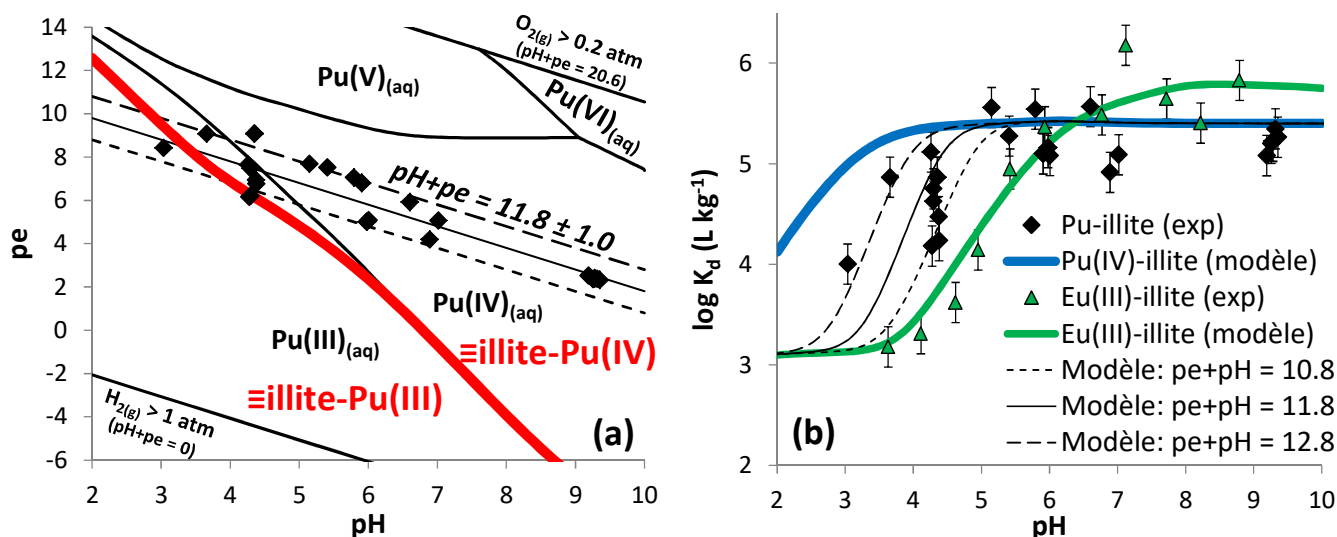 14
12
10
8
6
4
2
0
-2
-4
-6
pe
2
3
4
5
6
7
8
9
10
pH
O2(g) > 0.2 atm
(pH+pe = 20.6)
Pu(V)(aq)
Pu(VI)(aq)
pH+pe = 11.8 ± 1.0
Pu(IV)(aq)
Pu(III)(aq)
≡illite-Pu(IV)
≡illite-Pu(III)
H2(g) > 1 atm
(pH+pe = 0)
(a)
6
5
4
3
2
log Kd (L kg-1)
2
3
4
5
6
7
8
9
10
pH
Pu-illite (exp)
Pu(IV)-illite (modèle)
Eu(III)-illite (exp)
Eu(III)-illite (modèle)
Modèle: pe+pH = 10.8
Modèle: pe+pH = 11.8
Modèle: pe+pH = 12.8
(b)